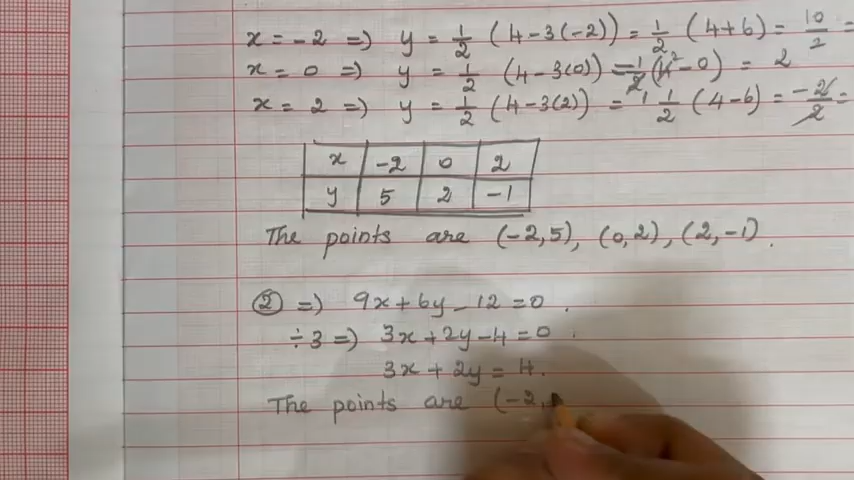 x = -2 => y = 1/2 (4-3(-2)) = 1/2 (4+6) = 10/2 =
x = 0 => y = 1/2 (4-3(0)) = 1/2 (4-0) = 2
x = 2 => y = 1/2 (4-3(2)) = 1/2 (4-6) = -2/2 =
x -2 0 2
y 5 2 -1
The points are (-2,5), (0,2), (2,-1).
② => 9x+6y-12=0.
÷3 => 3x+2y-4=0.
3x+2y=4.
The points are (-2,